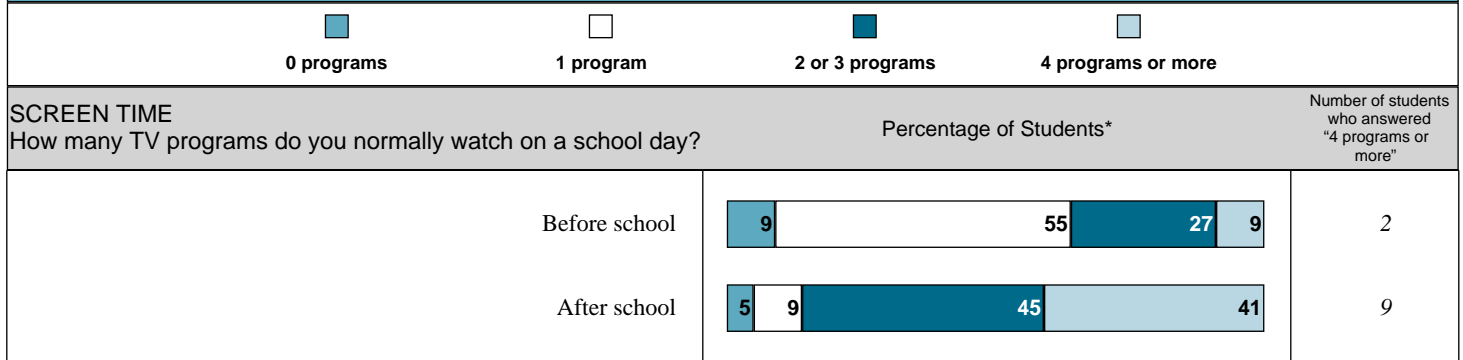 0 programs 1 program 2 or 3 programs 4 programs or more
SCREEN TIME
How many TV programs do you normally watch on a school day?
Percentage of Students*
Number of students
who answered
“4 programs or
more”
Before school 9 55 27 9 2
After school 5 9 45 41 9